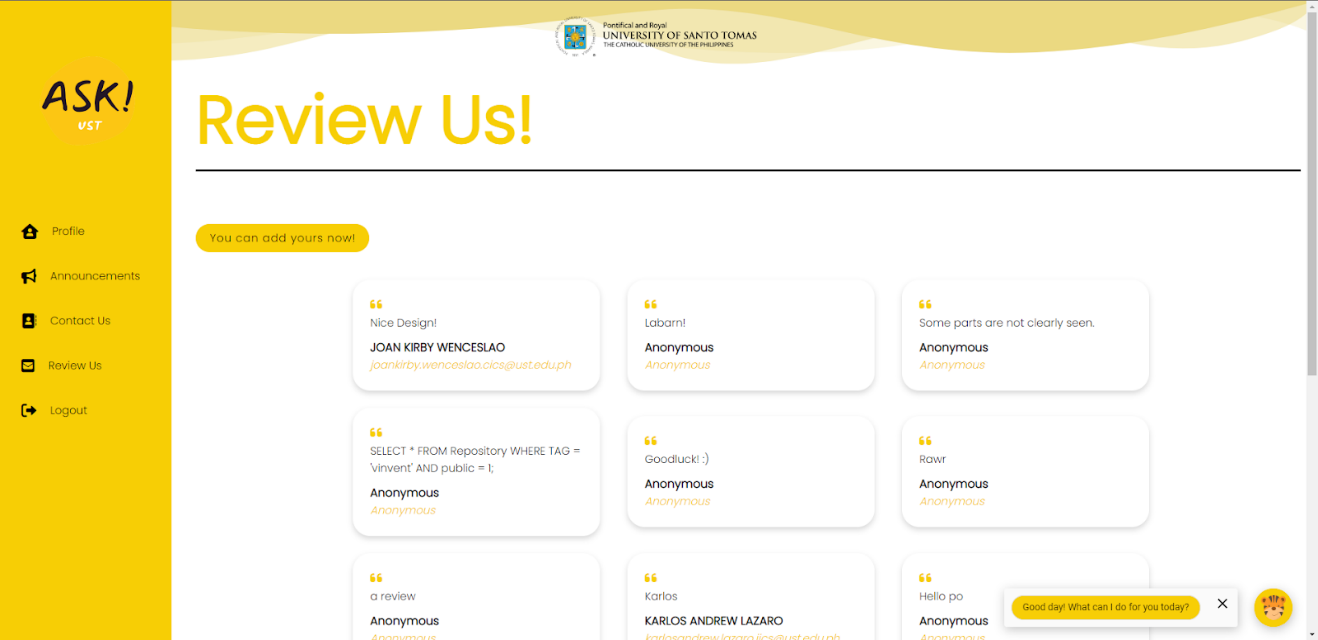 Pontifical and Royal
UNIVERSITY OF SANTO TOMAS
THE CATHOLIC UNIVERSITY OF THE PHILIPPINES
ASK!
UST
Profile
Announcements
Contact Us
Review Us
Logout
Review Us!
You can add yours now!
Nice Design!
JOAN KIRBY WENCESLAO
joankirby.wenceslao.cics@ust.edu.ph
Labarn!
Anonymous
Anonymous
Some parts are not clearly seen.
Anonymous
Anonymous
SELECT * FROM Repository WHERE TAG =
'vinvent' AND public = 1;
Anonymous
Anonymous
Goodluck! :)
Anonymous
Anonymous
Rawr
Anonymous
Anonymous
a review
Anonymous
Anonymous
Karlos
KARLOS ANDREW LAZARO
karlosandrew.lazaro.iics@ust.edu.ph
Hello po
Anonymous
Anonymous
Good day! What can I do for you today?